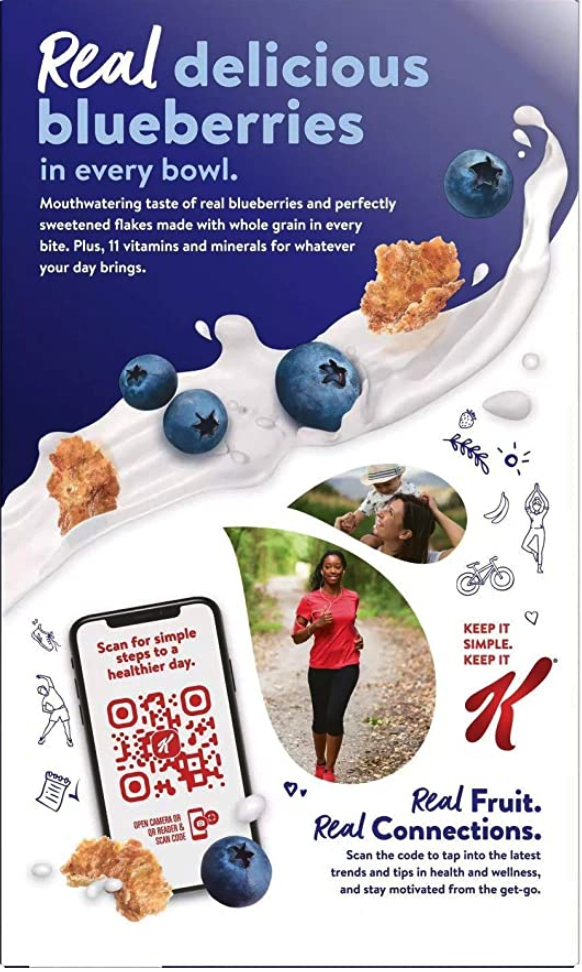 Real delicious
blueberries
in every bowl.
Mouthwatering taste of real blueberries and perfectly
sweetened flakes made with whole grain in every
bite. Plus, 11 vitamins and minerals for whatever
your day brings.
Scan for simple
steps to a
healthier day.
K
OPEN CAMERA OR
QR READER &
SCAN CODE
KEEP IT
SIMPLE.
KEEP IT
K®
Real Fruit.
Real Connections.
Scan the code to tap into the latest
trends and tips in health and wellness,
and stay motivated from the get-go.